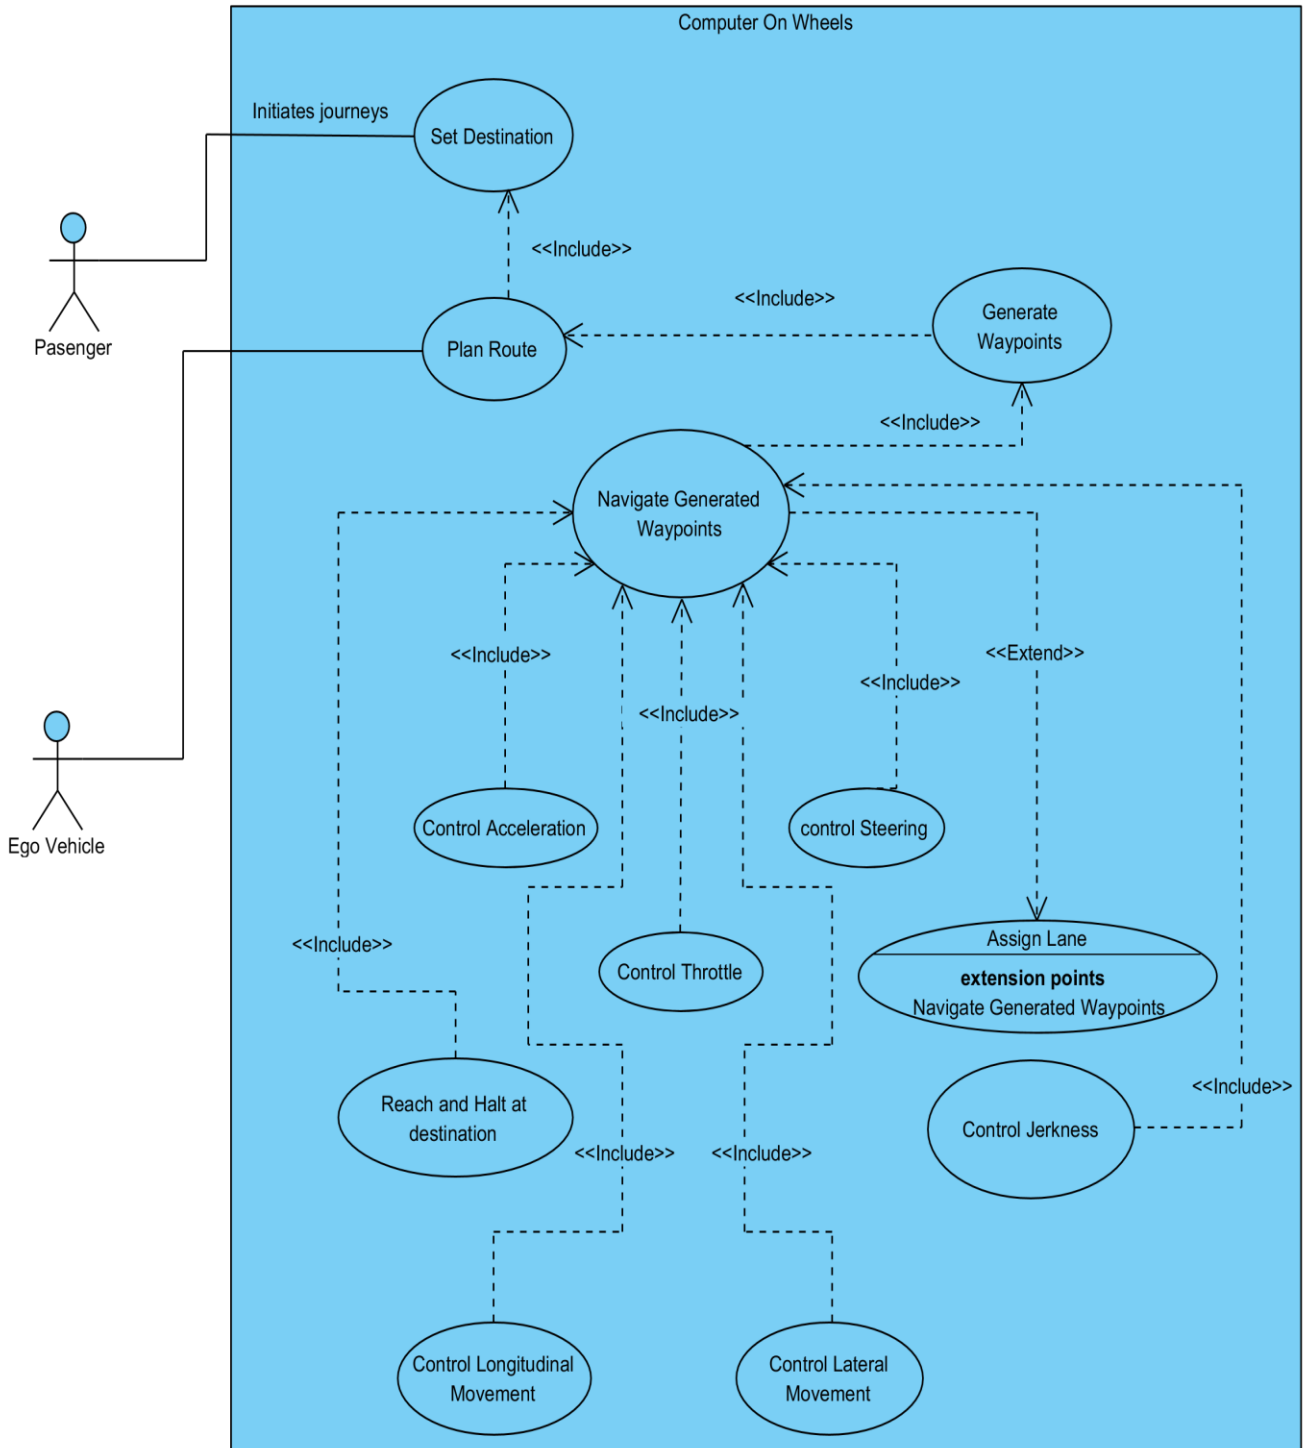 Computer On Wheels
Initiates journeys
Set Destination
<<Include>>
Pasenger
Plan Route
<<Include>>
Generate
Waypoints
<<Include>>
Navigate Generated
Waypoints
<<Include>>
<<Include>>
<<Include>>
<<Extend>>
Ego Vehicle
Control Acceleration
control Steering
<<Include>>
Control Throttle
Assign Lane
extension points
Navigate Generated Waypoints
Reach and Halt at
destination
<<Include>>
Control Jerkness
<<Include>>
<<Include>>
Control Longitudinal
Movement
Control Lateral
Movement